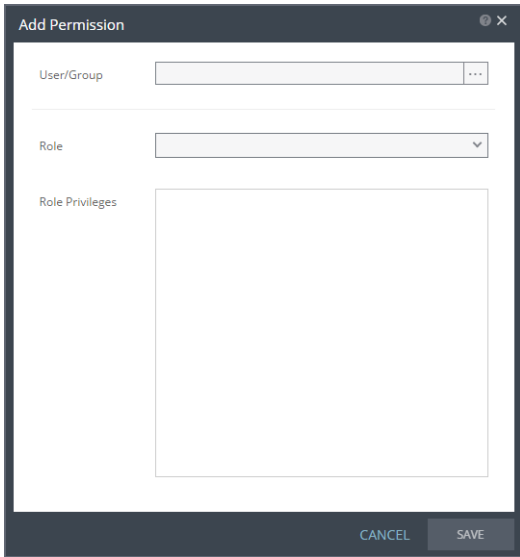 Add Permission
User/Group
...
Role
Role Privileges
CANCEL
SAVE